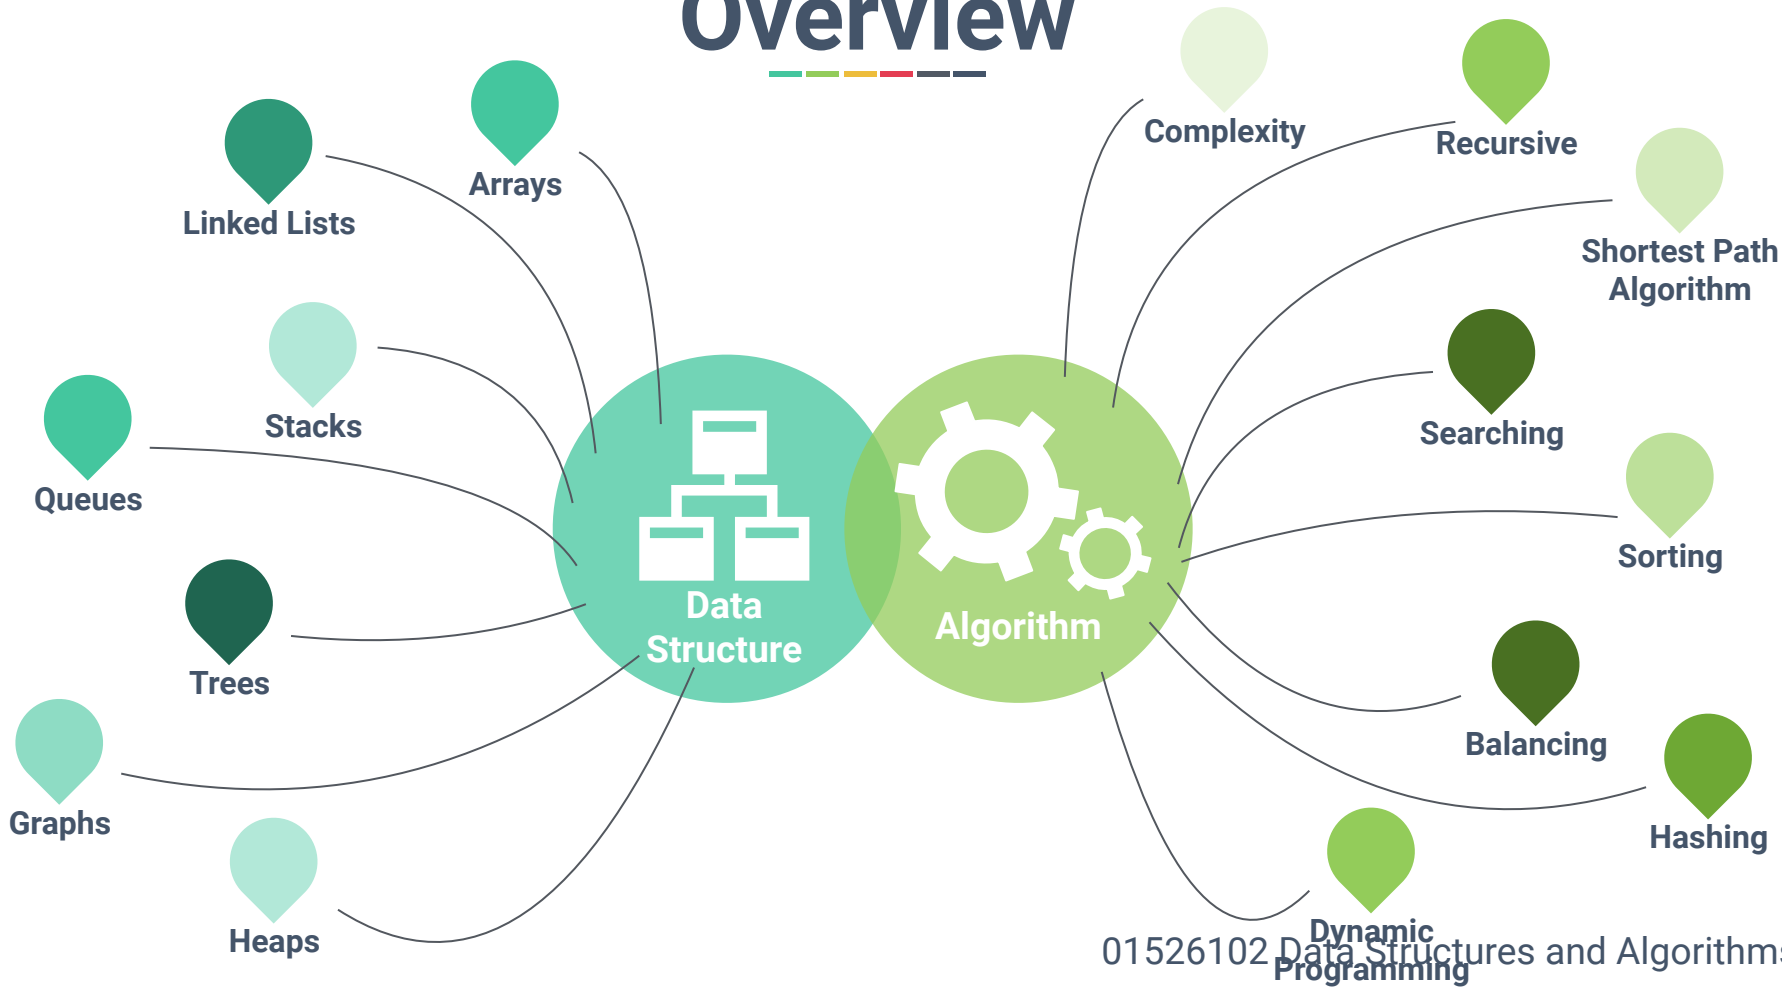 Overview
Complexity
Recursive
Arrays
Linked Lists
Shortest Path
Algorithm
Stacks
Searching
Queues
Sorting
Data
Structure
Algorithm
Trees
Balancing
Graphs
Hashing
Heaps
Dynamic
Programming
01526102 Data Structures and Algorithms